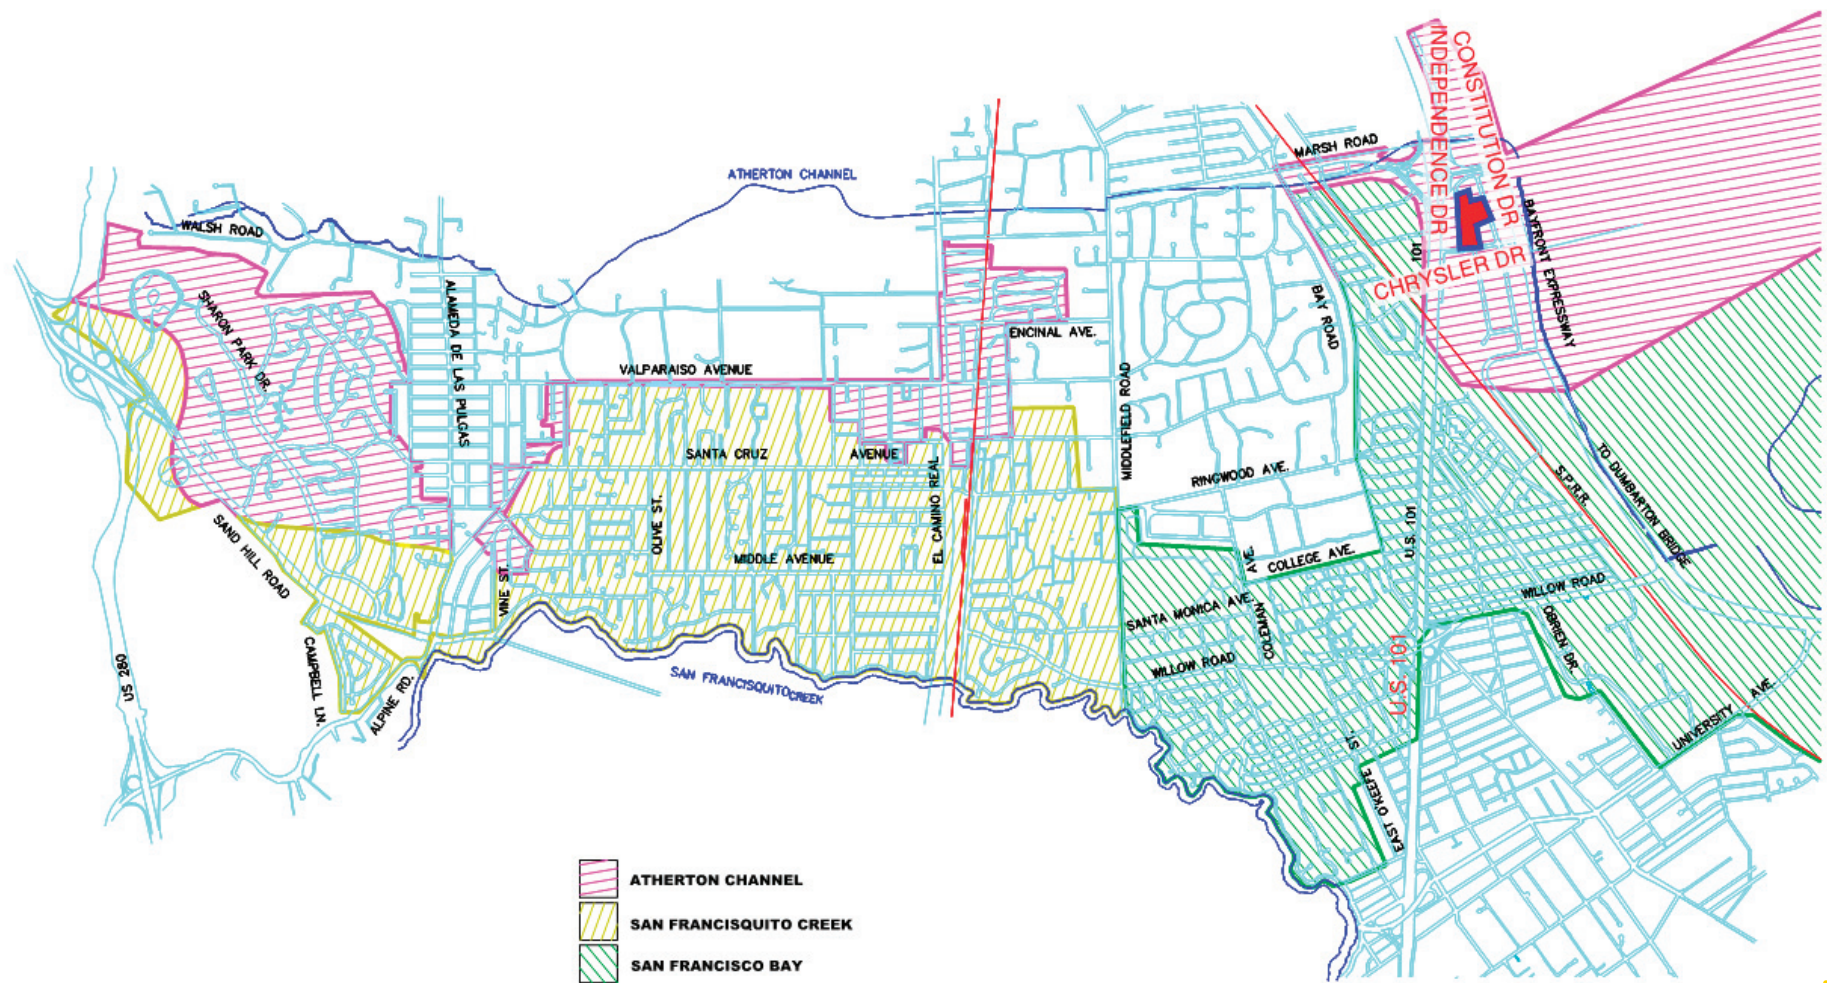 CONSTITUTION DR
INDEPENDENCE DR
MARSH ROAD
ATHERTON CHANNEL
WALSH ROAD
BAYFRONT EXPRESSWAY
101
CHRYSLER DR
SHARON PARK DR.
ALAMEDA DE LAS PULGAS
BAY ROAD
ENCINAL AVE.
VALPARAISO AVENUE
MIDDLEFIELD ROAD
SANTA CRUZ AVENUE
EL CAMINO REAL
RINGWOOD AVE.
S.P.R.R.
TO DUMBARTON BRIDGE
OLIVE ST.
U.S. 101
SAND HILL ROAD
MIDDLE AVENUE
COLLEGE AVE.
VINE ST.
WILLOW ROAD
SANTA MONICA AVE.
COLEMAN AVE.
OBRIEN DR.
CAMPBELL LN.
US 280
ALPINE RD.
SAN FRANCISQUITO CREEK
WILLOW ROAD
U.S. 101
UNIVERSITY AVE.
EAST O'KEEFE ST.
ATHERTON CHANNEL
SAN FRANCISQUITO CREEK
SAN FRANCISCO BAY